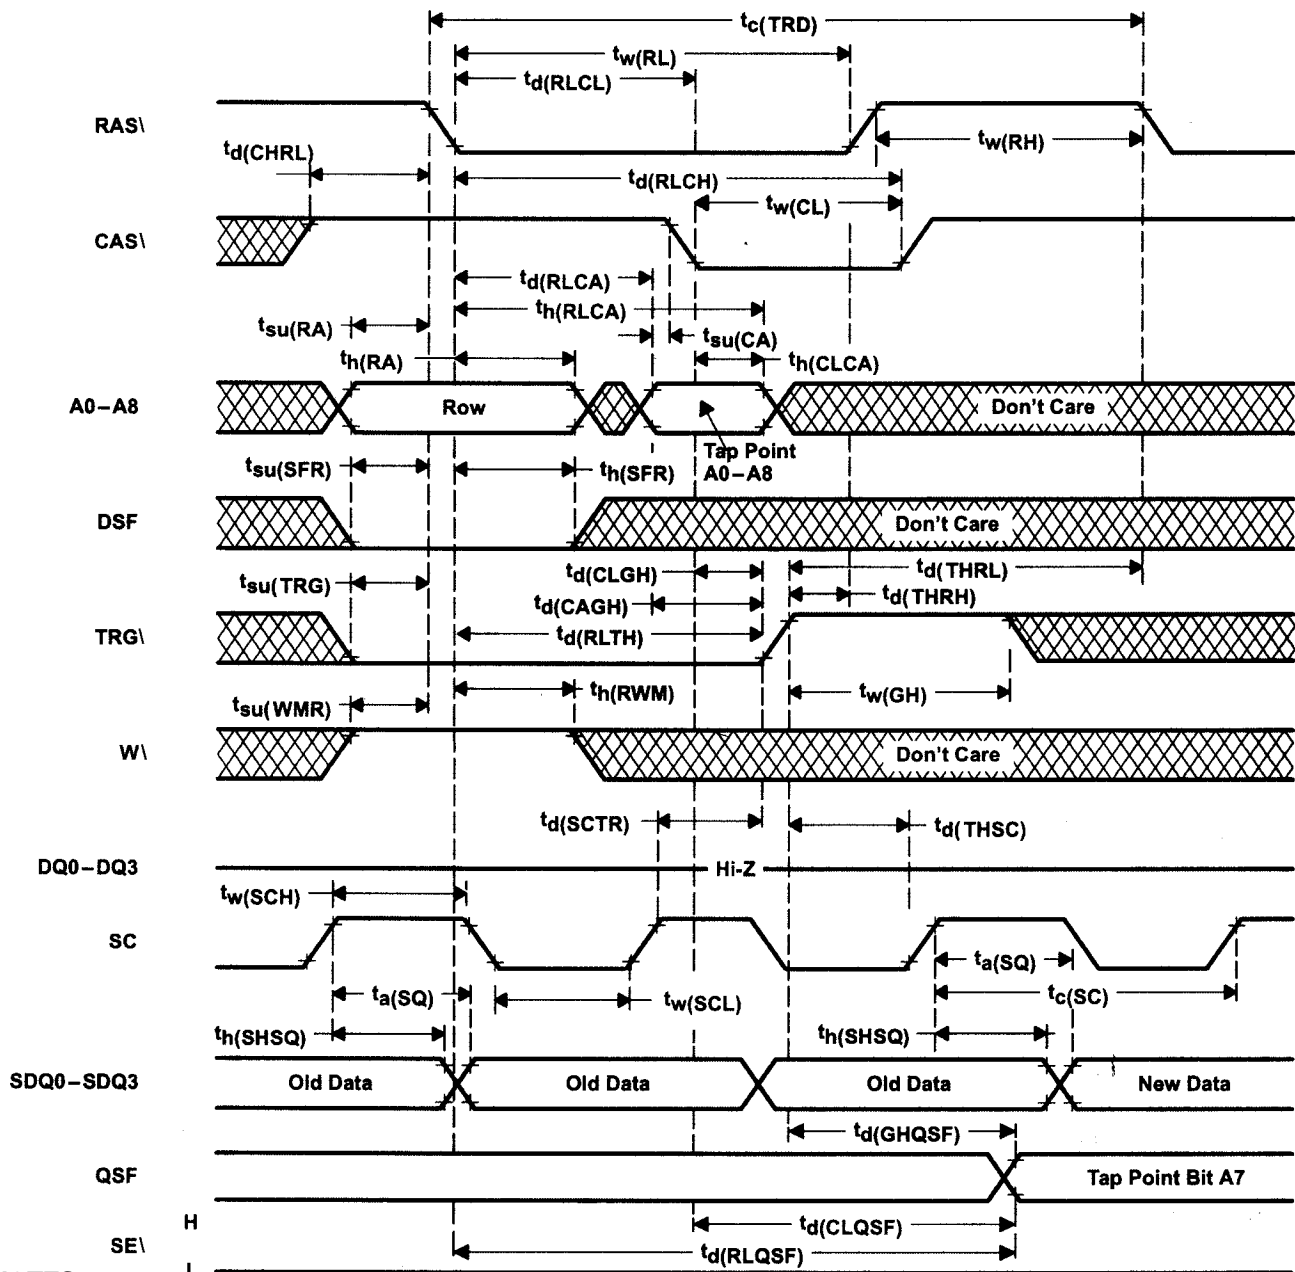 tc(TRD)
tw(RL)
td(RLCL)
RAS\
td(CHRL)
tw(RH)
td(RLCH)
tw(CL)
CAS\
td(RLCA)
th(RLCA)
tsu(RA)
tsu(CA)
th(RA)
th(CLCA)
A0–A8
Row
Don't Care
Tap Point
A0–A8
tsu(SFR)
th(SFR)
DSF
Don't Care
td(CLGH)
td(THRL)
tsu(TRG)
td(CAGH)
td(THRH)
TRG\
td(RLTH)
th(RWM)
tw(GH)
tsu(WMR)
W\
Don't Care
td(SCTR)
td(THSC)
DQ0–DQ3
Hi-Z
tw(SCH)
SC
ta(SQ)
ta(SQ)
tw(SCL)
tc(SC)
th(SHSQ)
th(SHSQ)
SDQ0–SDQ3
Old Data
Old Data
Old Data
New Data
td(GHQSF)
QSF
Tap Point Bit A7
H
td(CLQSF)
SE\
td(RLQSF)